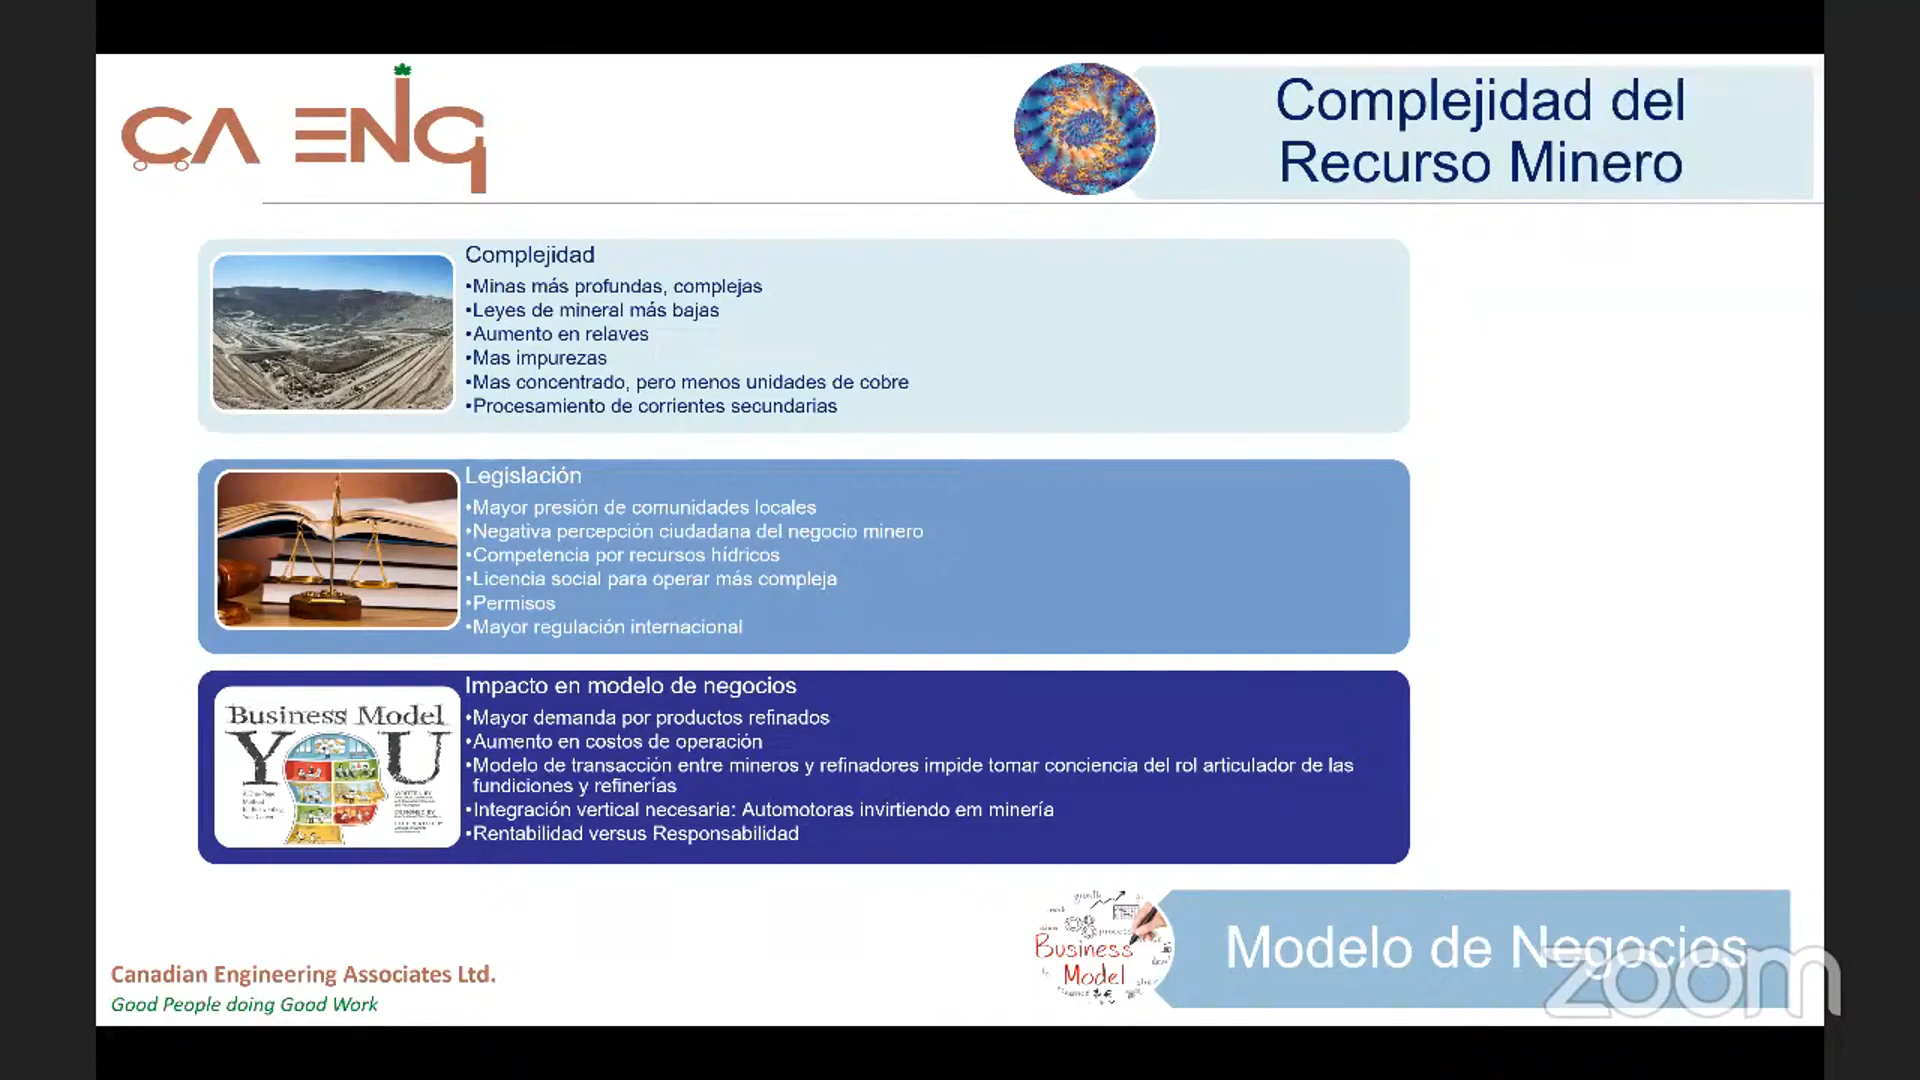 CA ENG
Complejidad del
Recurso Minero
Complejidad
•Minas más profundas, complejas
•Leyes de mineral más bajas
•Aumento en relaves
•Mas impurezas
•Mas concentrado, pero menos unidades de cobre
•Procesamiento de corrientes secundarias
Legislación
•Mayor presión de comunidades locales
•Negativa percepción ciudadana del negocio minero
•Competencia por recursos hídricos
•Licencia social para operar más compleja
•Permisos
•Mayor regulación internacional
Business Model
YOU
Impacto en modelo de negocios
•Mayor demanda por productos refinados
•Aumento en costos de operación
•Modelo de transacción entre mineros y refinadores impide tomar conciencia del rol articulador de las
fundiciones y refinerías
•Integración vertical necesaria: Automotoras invirtiendo em minería
•Rentabilidad versus Responsabilidad
growth
Business
Model
Modelo de Negocios
zoom
Canadian Engineering Associates Ltd.
Good People doing Good Work